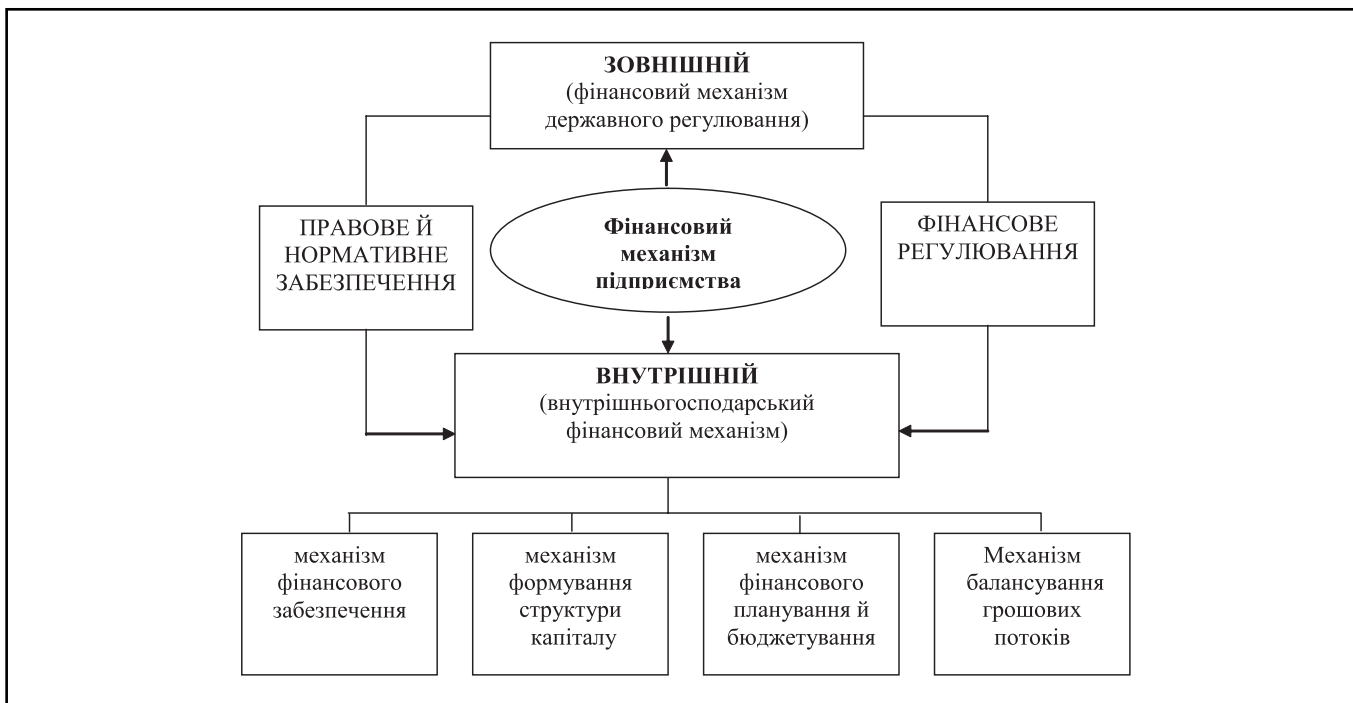 ЗОВНІШНІЙ
(фінансовий механізм
державного регулювання)
ПРАВОВЕ Й
НОРМАТИВНЕ
ЗАБЕЗПЕЧЕННЯ
Фінансовий
механізм
підприємства
ФІНАНСОВЕ
РЕГУЛЮВАННЯ
ВНУТРІШНІЙ
(внутрішньогосподарський
фінансовий механізм)
механізм
фінансового
забезпечення
механізм
формування
структури
капіталу
механізм
фінансового
планування й
бюджетування
Механізм
балансування
грошових
потоків